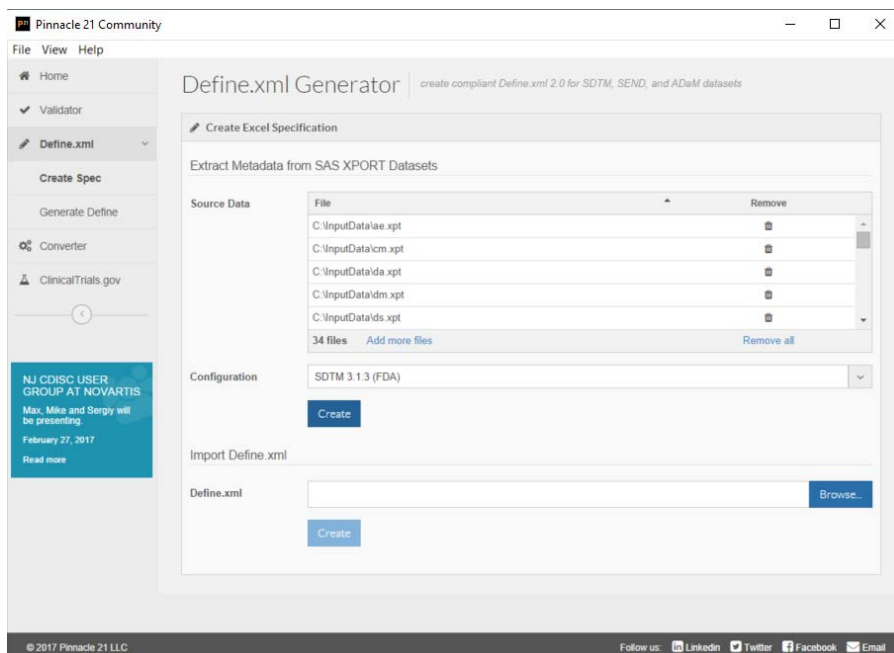 P21 Pinnacle 21 Community
File View Help
Home
Validator
Define.xml
Create Spec
Generate Define
Converter
ClinicalTrials.gov
NJ CDISC USER
GROUP AT NOVARTIS
Max, Mike and Sergiy will
be presenting.
February 27, 2017
Read more
Define.xml Generator create compliant Define.xml 2.0 for SDTM, SEND, and ADaM datasets
Create Excel Specification
Extract Metadata from SAS XPORT Datasets
Source Data
File Remove
C:\InputData\ae.xpt
C:\InputData\cm.xpt
C:\InputData\da.xpt
C:\InputData\dm.xpt
C:\InputData\ds.xpt
34 files Add more files Remove all
Configuration SDTM 3.1.3 (FDA)
Create
Import Define.xml
Define.xml Browse...
Create
© 2017 Pinnacle 21 LLC Follow us: in Linkedin Twitter Facebook Email